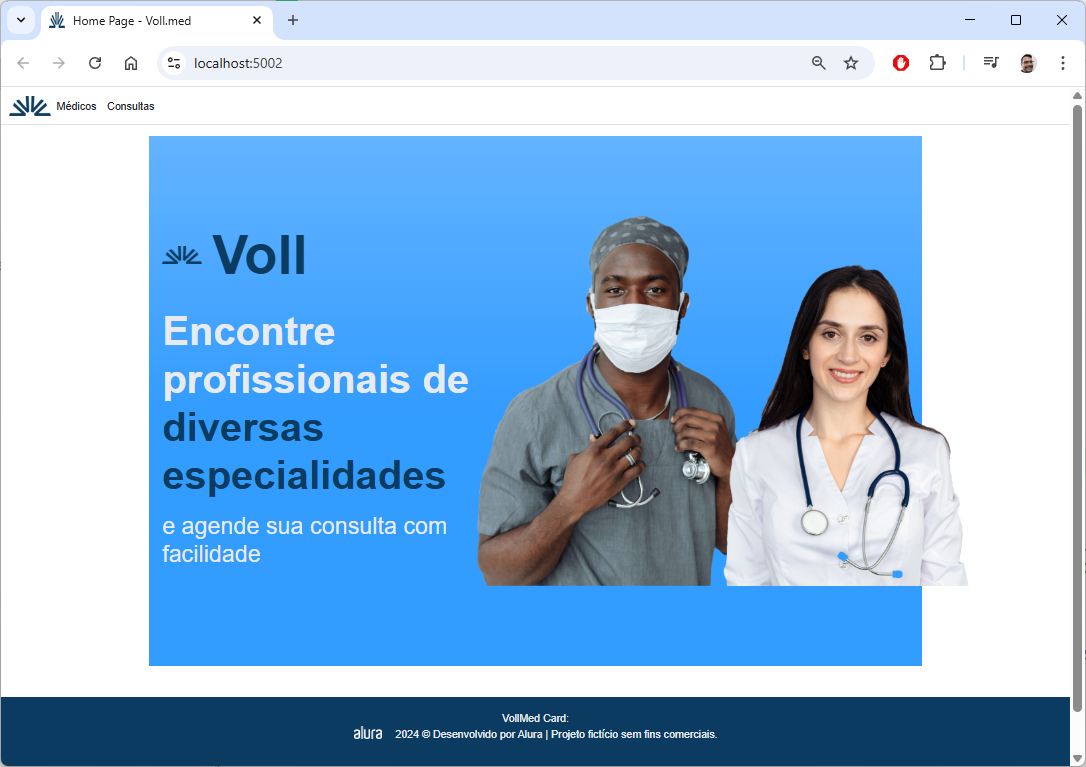 Home Page - Voll.med
localhost:5002
Médicos Consultas
Voll
Encontre
profissionais de
diversas
especialidades
e agende sua consulta com
facilidade
VollMed Card:
alura 2024 © Desenvolvido por Alura | Projeto fictício sem fins comerciais.